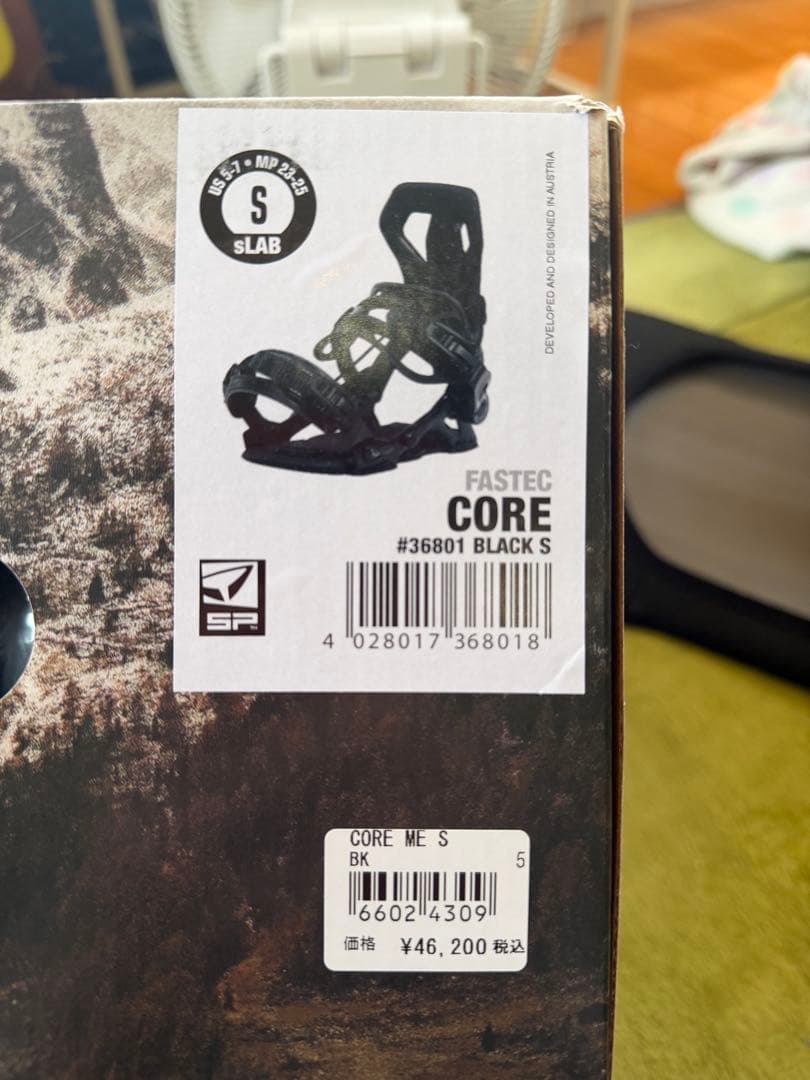 US 5-7 • MP 23-25
S
sLAB
DEVELOPED AND DESIGNED IN AUSTRIA
FASTEC
CORE
#36801 BLACK S
SP
4 028017 368018
CORE ME S
BK 5
6602 4309
価格 ¥46,200 税込